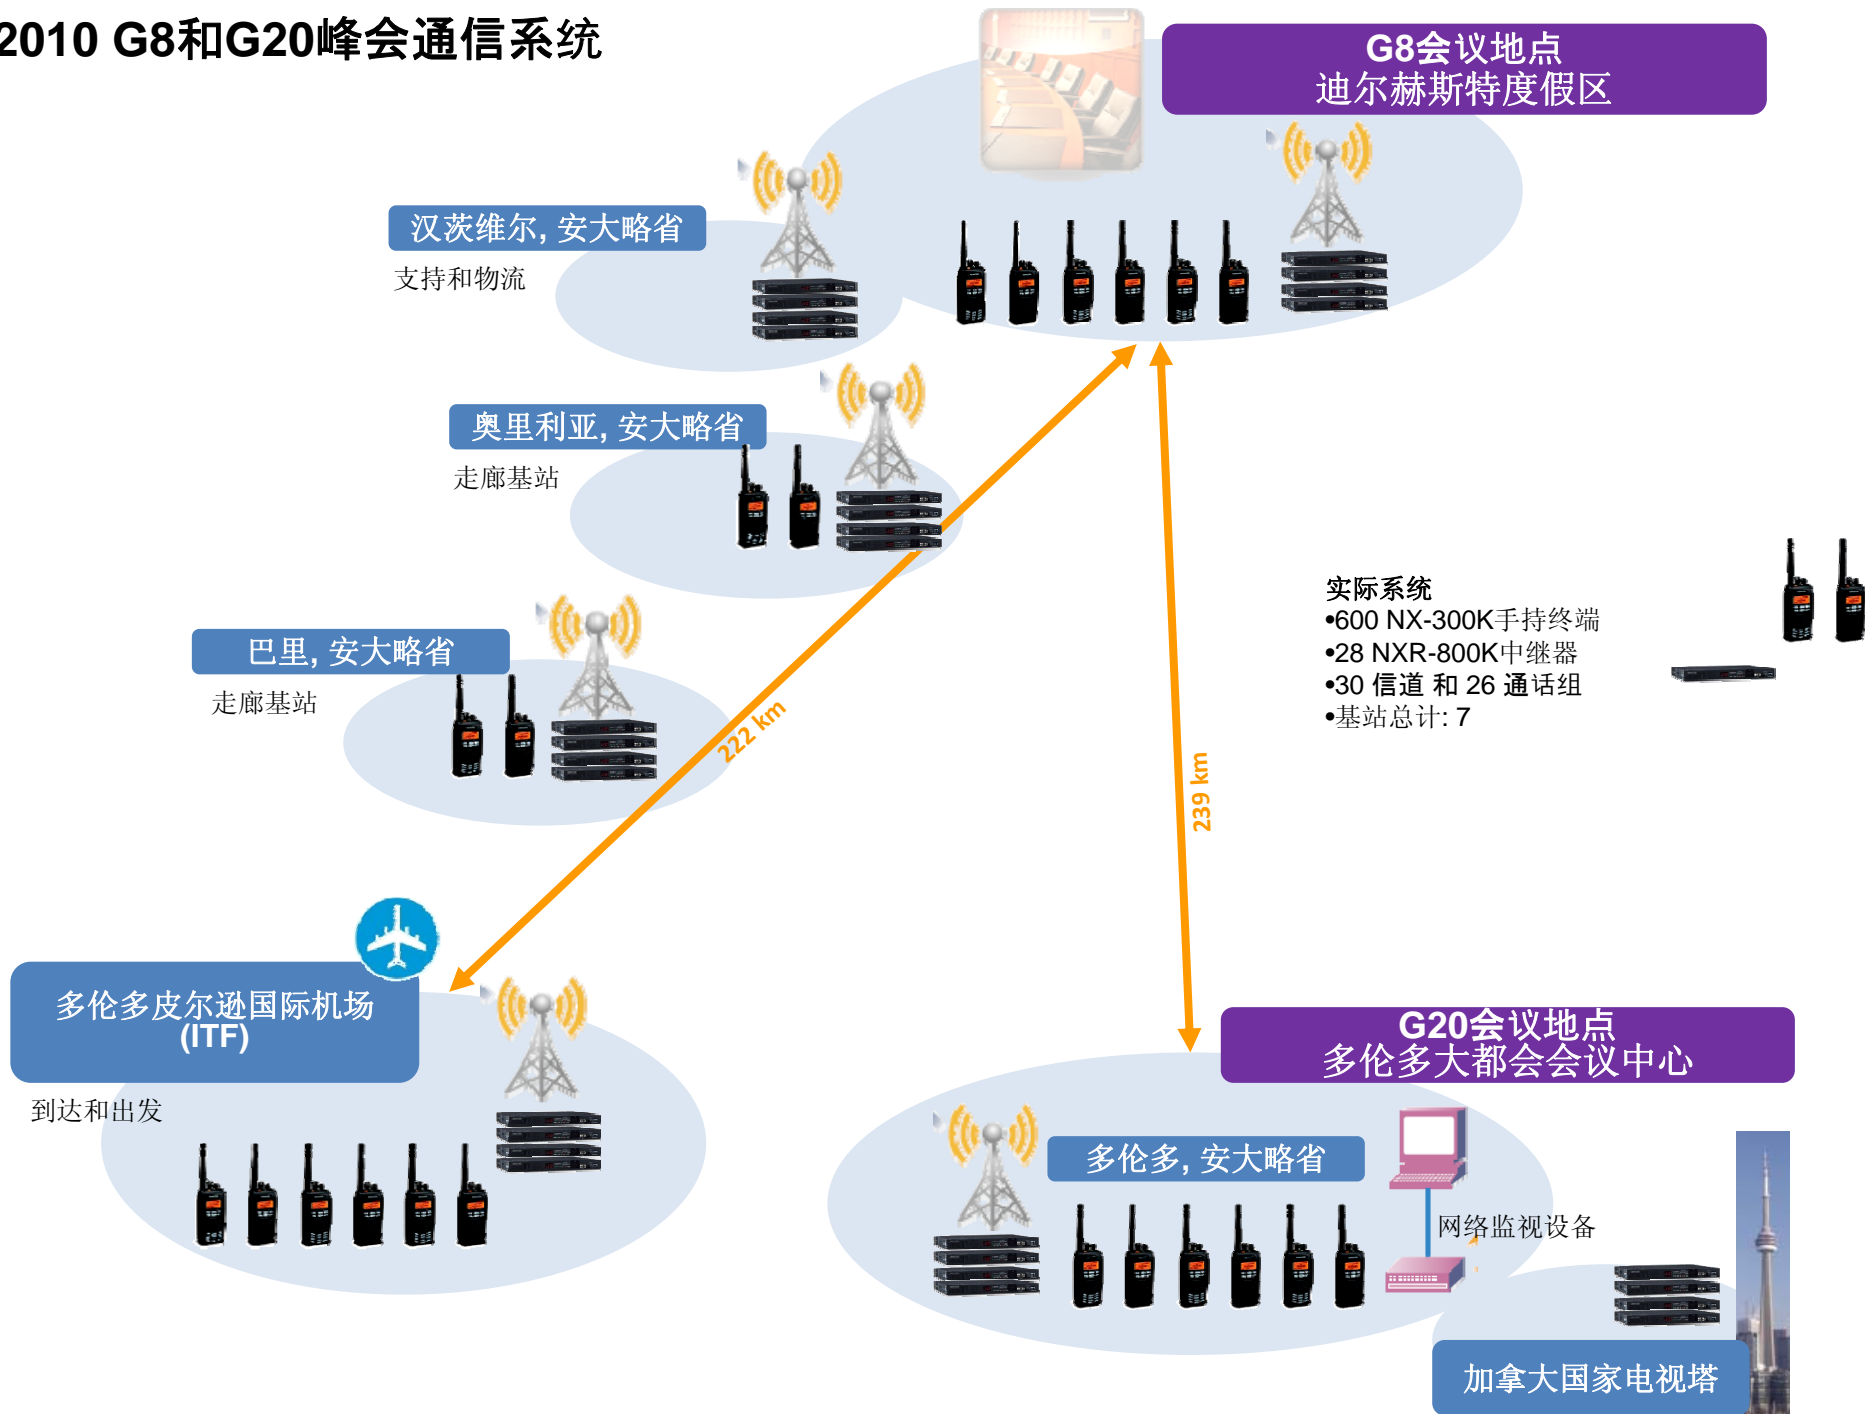 2010 G8和G20峰会通信系统
G8会议地点
迪尔赫斯特度假区
汉茨维尔, 安大略省
支持和物流
奥里利亚, 安大略省
走廊基站
巴里, 安大略省
走廊基站
222 km
239 km
实际系统
•600 NX-300K手持终端
•28 NXR-800K中继器
•30 信道 和 26 通话组
•基站总计: 7
多伦多皮尔逊国际机场
(ITF)
到达和出发
G20会议地点
多伦多大都会会议中心
多伦多, 安大略省
网络监视设备
加拿大国家电视塔